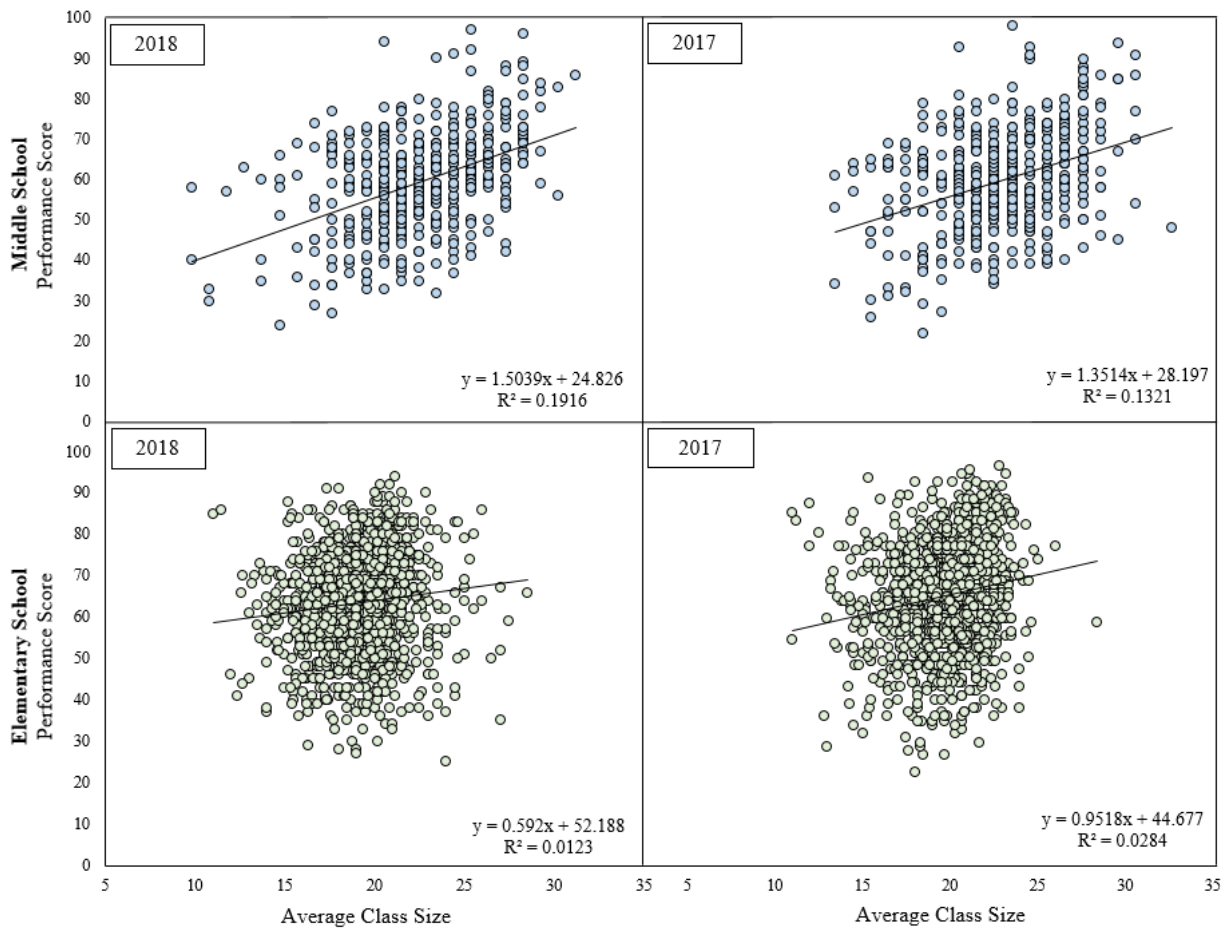 100
90
80
70
60
50
40
30
20
10
0
Middle School
Performance Score
2018
y = 1.5039x + 24.826
R² = 0.1916
2017
y = 1.3514x + 28.197
R² = 0.1321
100
90
80
70
60
50
40
30
20
10
0
Elementary School
Performance Score
2018
y = 0.592x + 52.188
R² = 0.0123
2017
y = 0.9518x + 44.677
R² = 0.0284
5 10 15 20 25 30 35 5 10 15 20 25 30 35
Average Class Size Average Class Size